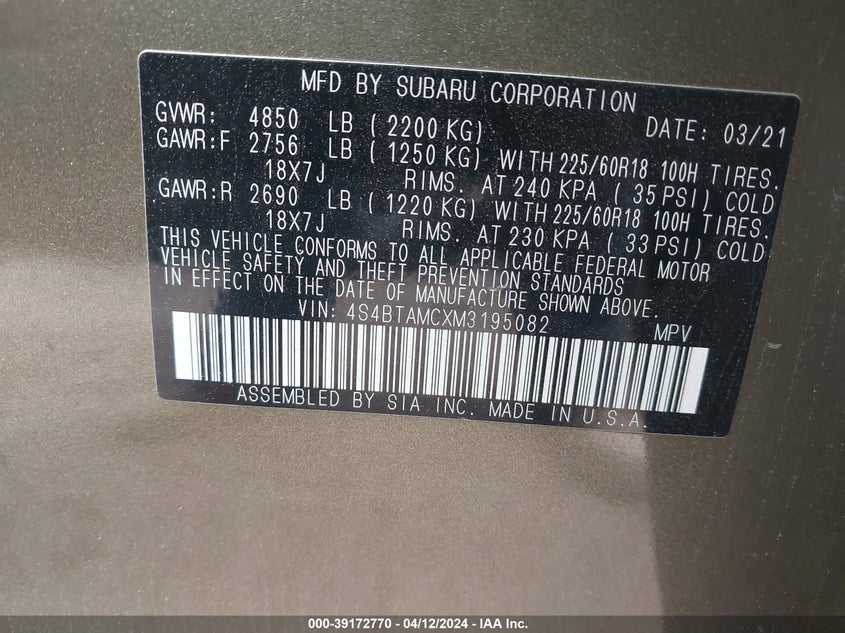 MFD BY SUBARU CORPORATION
GVWR: 4850 LB ( 2200 KG) DATE: 03/21
GAWR:F 2756 LB ( 1250 KG) WITH 225/60R18 100H TIRES.
18X7J RIMS. AT 240 KPA ( 35 PSI) COLD
GAWR:R 2690 LB ( 1220 KG) WITH 225/60R18 100H TIRES.
18X7J RIMS. AT 230 KPA ( 33 PSI) COLD
THIS VEHICLE CONFORMS TO ALL APPLICABLE FEDERAL MOTOR
VEHICLE SAFETY AND THEFT PREVENTION STANDARDS
IN EFFECT ON THE DATE OF MANUFACTURE SHOWN ABOVE.
VIN: 4S4BTAMCXM3195082 MPV
ASSEMBLED BY SIA INC. MADE IN U.S.A.
000-39172770 - 04/12/2024 - IAA Inc.